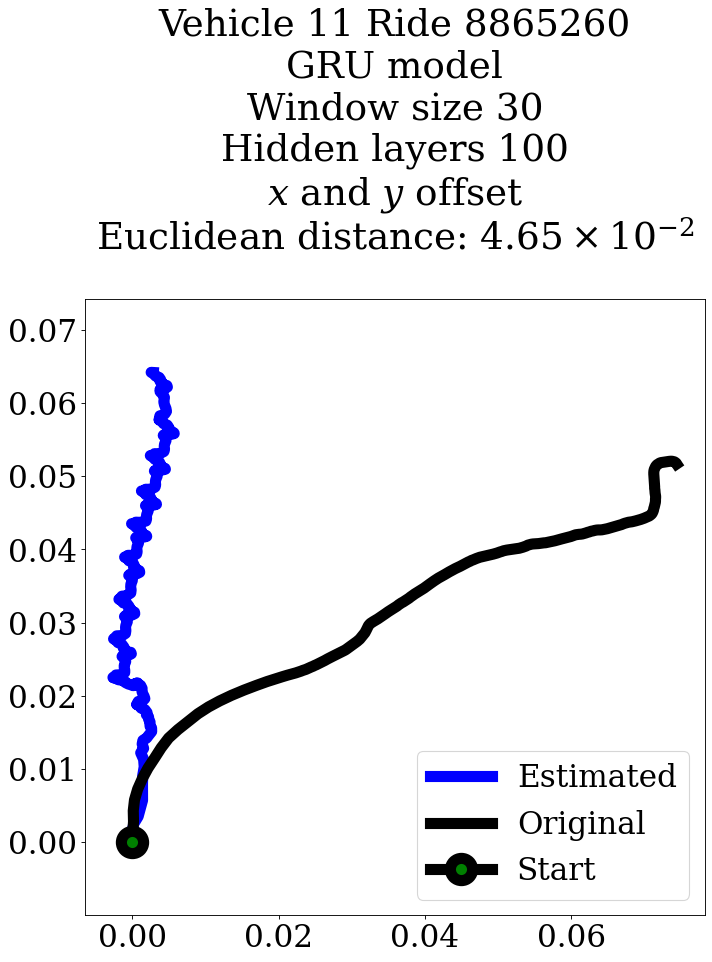 Vehicle 11 Ride 8865260
GRU model
Window size 30
Hidden layers 100
x and y offset
Euclidean distance: 4.65 × 10⁻²
0.07
0.06
0.05
0.04
0.03
0.02
0.01
0.00
Estimated
Original
Start
0.00 0.02 0.04 0.06